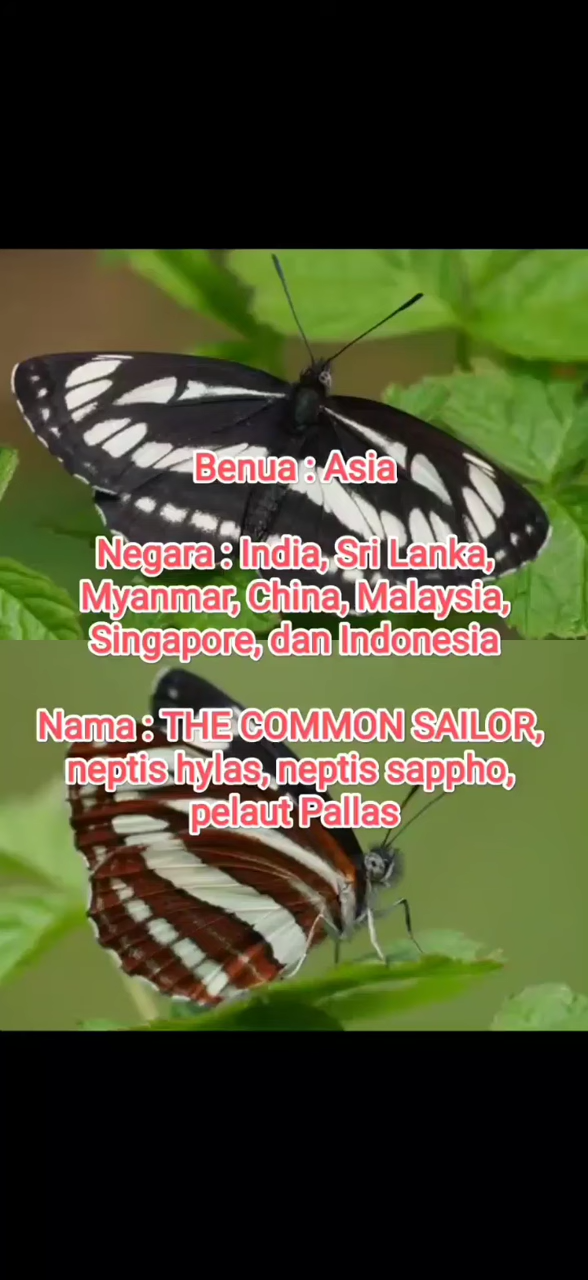 Benua : Asia
Negara : India, Sri Lanka,
Myanmar, China, Malaysia,
Singapore, dan Indonesia
Nama : THE COMMON SAILOR,
neptis hylas, neptis sappho,
pelaut Pallas